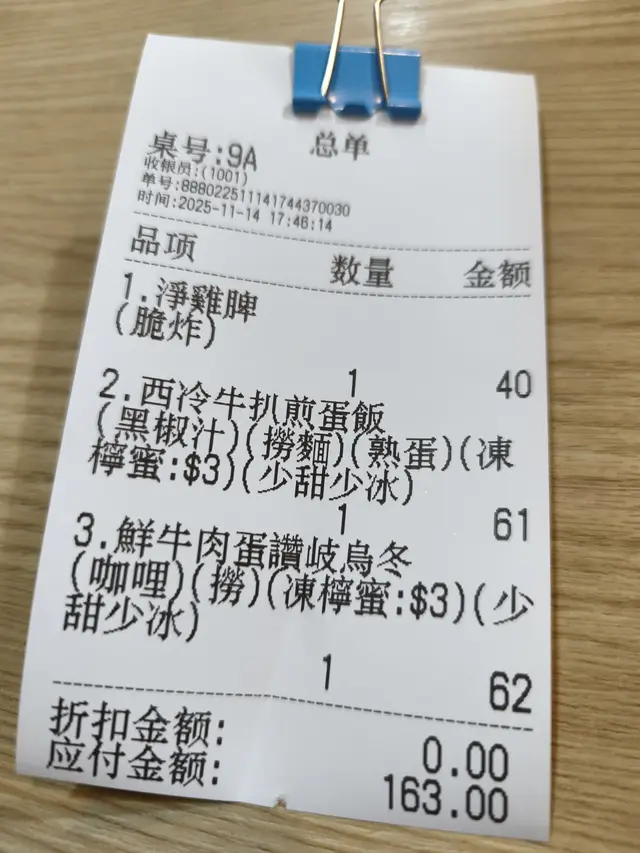 总单
桌号:9A
收银员:(1001)
单号:888022511141744370030
时间:2025-11-14 17:46:14
品项 数量 金额
1.淨雞脾
(脆炸)
1 40
2.西冷牛扒煎蛋飯
(黑椒汁)(撈麵)(熟蛋)(凍
檸蜜:$3)(少甜少冰)
1 61
3.鮮牛肉蛋讚岐烏冬
(咖哩)(撈)(凍檸蜜:$3)(少
甜少冰)
1 62
折扣金额: 0.00
应付金额: 163.00